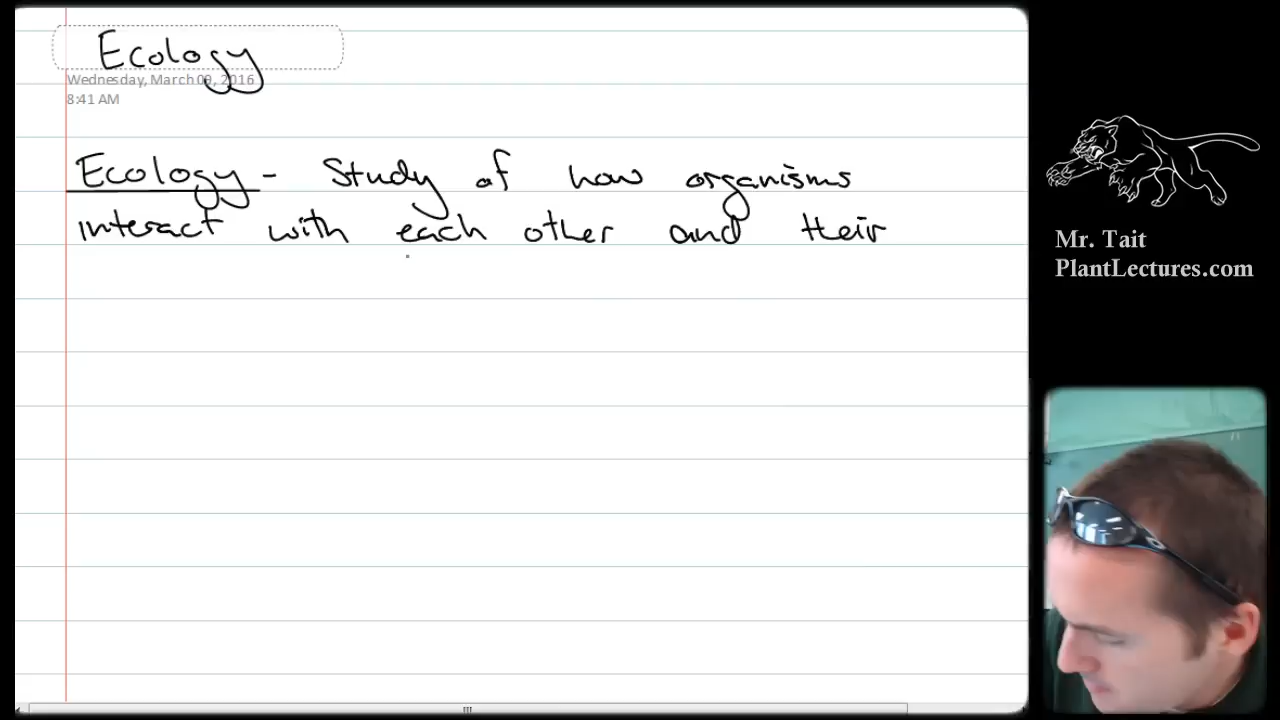 Ecology
Wednesday, March 09, 2016
8:41 AM
Ecology - Study of how organisms
interact with each other and their
Mr. Tait
PlantLectures.com